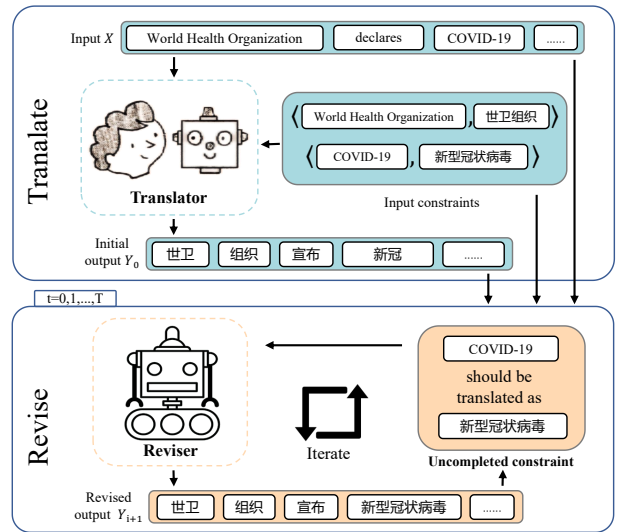 Input X World Health Organization declares COVID-19 ......
Tranalate
⟨ World Health Organization , 世卫组织 ⟩
⟨ COVID-19 , 新型冠状病毒 ⟩
Translator
Input constraints
Initial
output Y₀
世卫 组织 宣布 新冠 ......
t=0,1,...,T
Revise
COVID-19
should be
translated as
新型冠状病毒
Reviser
Iterate
Uncompleted constraint
Revised
output Yᵢ₊₁
世卫 组织 宣布 新型冠状病毒 ......